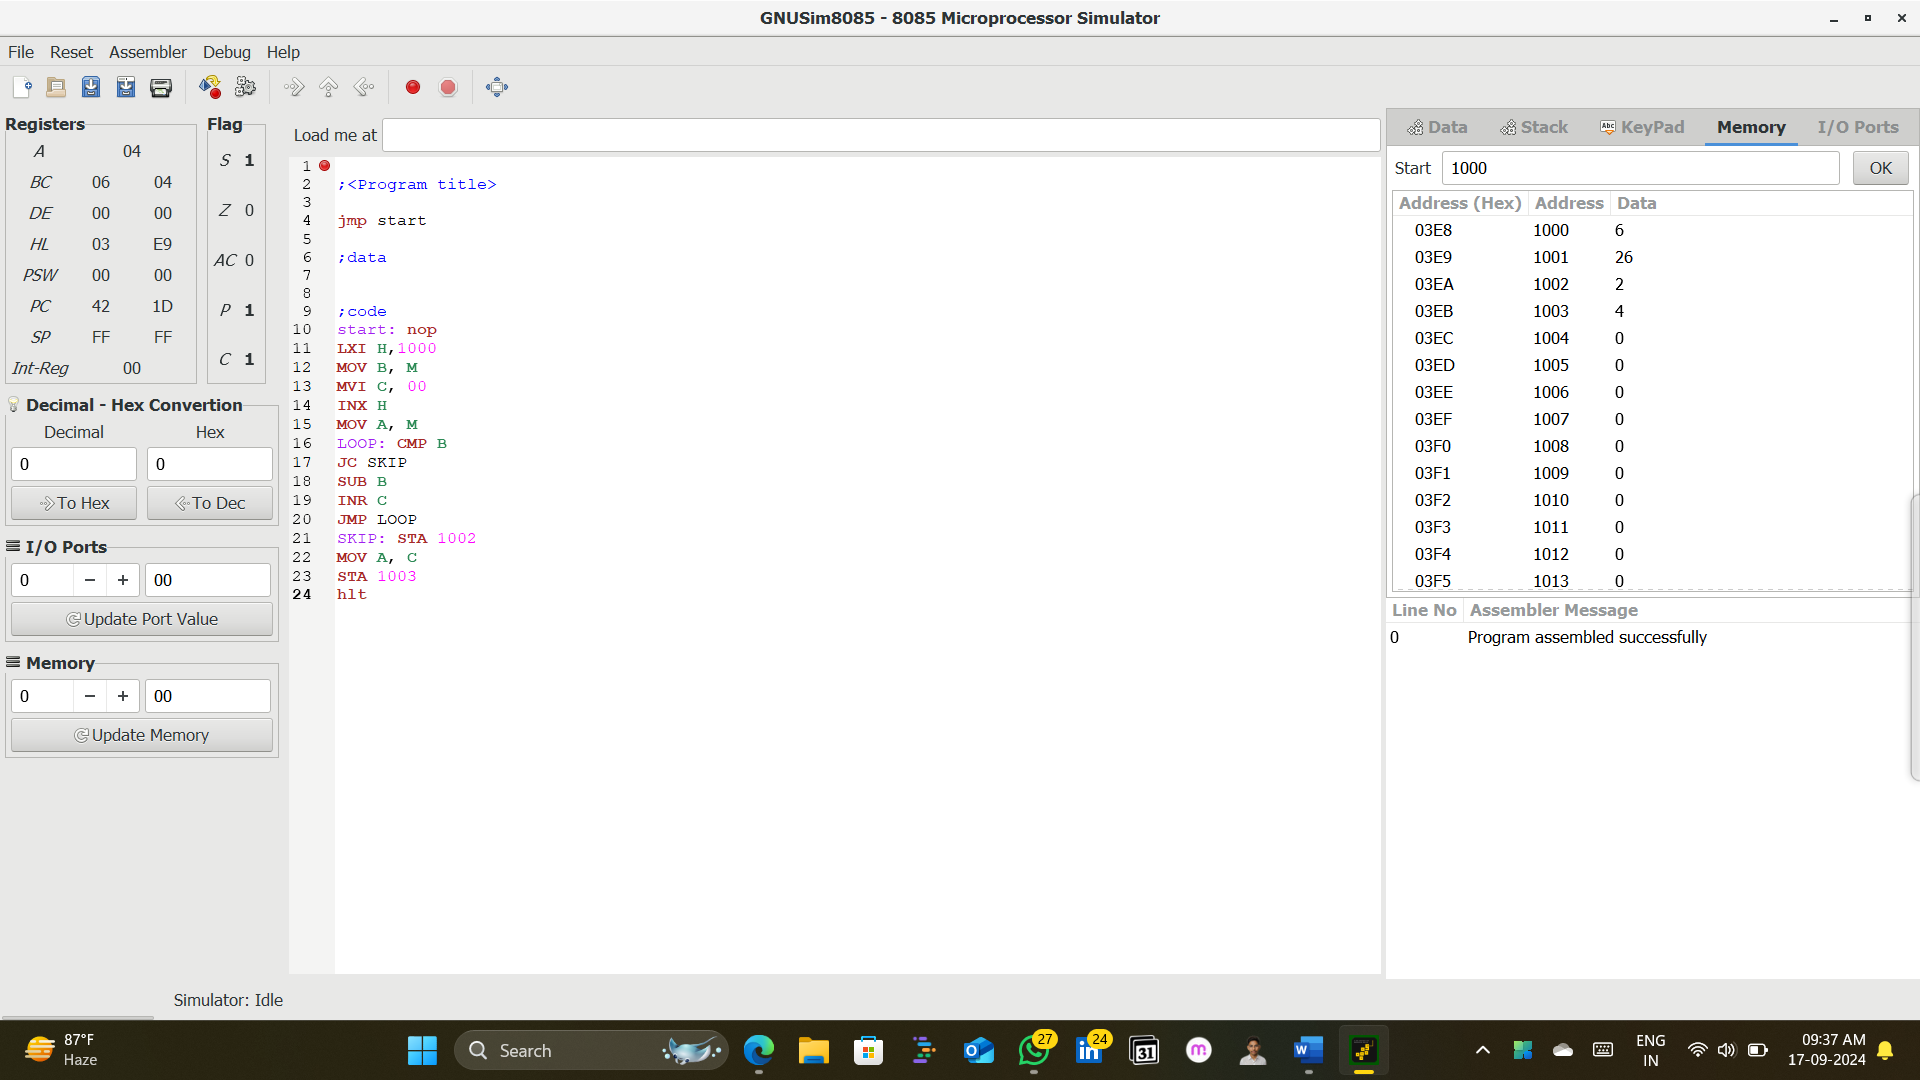 GNUSim8085 - 8085 Microprocessor Simulator
File Reset Assembler Debug Help
Registers
A 04
BC 06 04
DE 00 00
HL 03 E9
PSW 00 00
PC 42 1D
SP FF FF
Int-Reg 00
Flag
S 1
Z 0
AC 0
P 1
C 1
Decimal - Hex Convertion
Decimal Hex
0 0
To Hex To Dec
I/O Ports
0 − + 00
Update Port Value
Memory
0 − + 00
Update Memory
Load me at
1
2 ;<Program title>
3
4 jmp start
5
6 ;data
7
8
9 ;code
10 start: nop
11 LXI H,1000
12 MOV B, M
13 MVI C, 00
14 INX H
15 MOV A, M
16 LOOP: CMP B
17 JC SKIP
18 SUB B
19 INR C
20 JMP LOOP
21 SKIP: STA 1002
22 MOV A, C
23 STA 1003
24 hlt
Data Stack Abc KeyPad Memory I/O Ports
Start 1000 OK
Address (Hex) Address Data
03E8 1000 6
03E9 1001 26
03EA 1002 2
03EB 1003 4
03EC 1004 0
03ED 1005 0
03EE 1006 0
03EF 1007 0
03F0 1008 0
03F1 1009 0
03F2 1010 0
03F3 1011 0
03F4 1012 0
03F5 1013 0
Line No Assembler Message
0 Program assembled successfully
Simulator: Idle
87°F
Haze
Search
27
24
31
m
ENG
IN
09:37 AM
17-09-2024